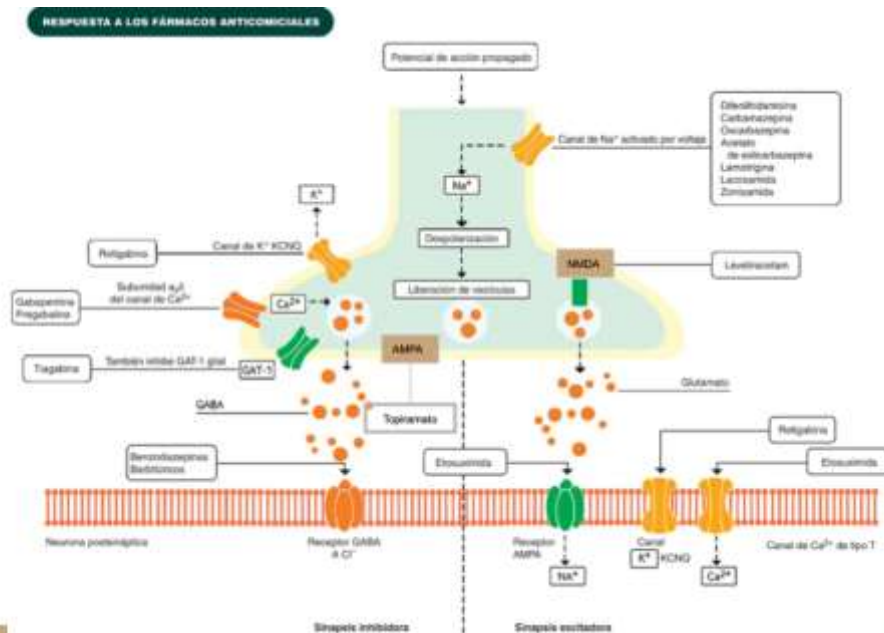 RESPUESTA A LOS FÁRMACOS ANTICOMICIALES
Potencial de acción propagado
Canal de Na⁺ activado por voltaje
Difenilhidantoína
Carbamazepina
Oxcarbazepina
Acetato
de eslicarbazepina
Lamotrigina
Lacosamida
Zonisamida
Na⁺
K⁺
Despolarización
Retigabina
Canal de K⁺ KCNQ
NMDA
Levetiracetam
Subunidad α₂δ
del canal de Ca²⁺
Gabapentina
Pregabalina
Ca²⁺
Liberación de vesículas
AMPA
Tiagabina
También inhibe GAT-1 glial
GAT-1
Glutamato
GABA
Topiramato
Retigabina
Benzodiazepinas
Barbitúricos
Etosuximida
Etosuximida
Neurona postsináptica
Receptor GABA
A Cl⁻
Receptor
AMPA
Canal
K⁺ KCNQ
Canal de Ca²⁺ de tipo T
NA⁺
Ca²⁺
Sinapsis inhibidora
Sinapsis excitadora